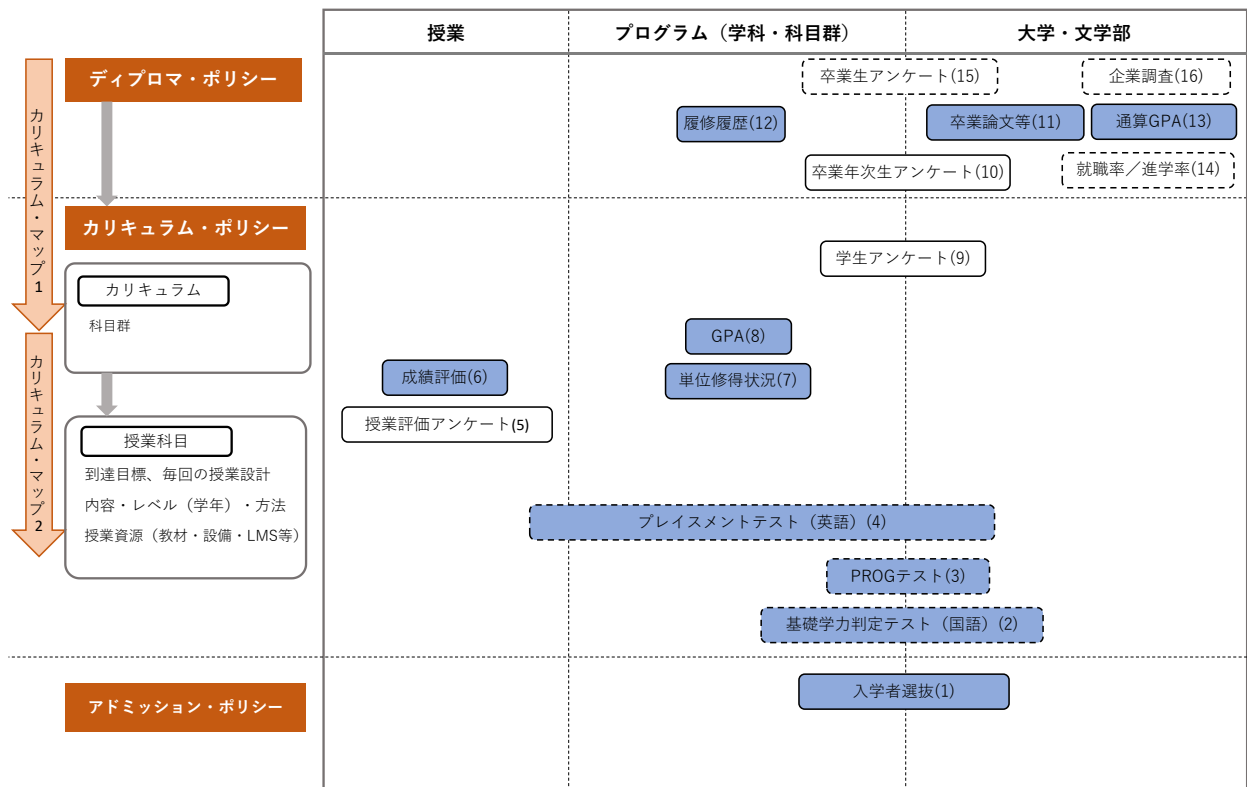 授業
プログラム（学科・科目群）
大学・文学部
カリキュラム・マップ1
カリキュラム・マップ2
ディプロマ・ポリシー
卒業生アンケート(15)
企業調査(16)
履修履歴(12)
卒業論文等(11)
通算GPA(13)
卒業年次生アンケート(10)
就職率／進学率(14)
カリキュラム・ポリシー
学生アンケート(9)
カリキュラム
科目群
GPA(8)
成績評価(6)
単位修得状況(7)
授業評価アンケート(5)
授業科目
到達目標、毎回の授業設計
内容・レベル（学年）・方法
授業資源（教材・設備・LMS等）
プレイスメントテスト（英語）(4)
PROGテスト(3)
基礎学力判定テスト（国語）(2)
アドミッション・ポリシー
入学者選抜(1)